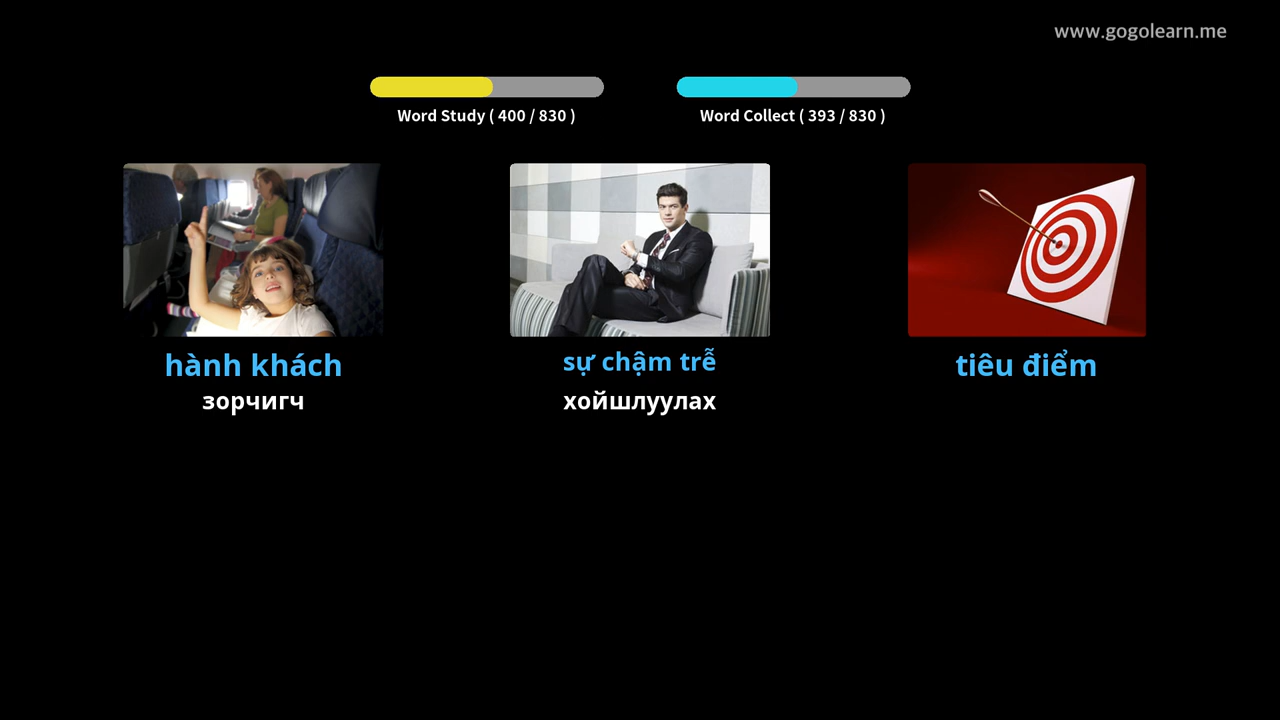 www.gogolearn.me
Word Study ( 400 / 830 )
Word Collect ( 393 / 830 )
hành khách
зорчигч
sự chậm trễ
хойшлуулах
tiêu điểm